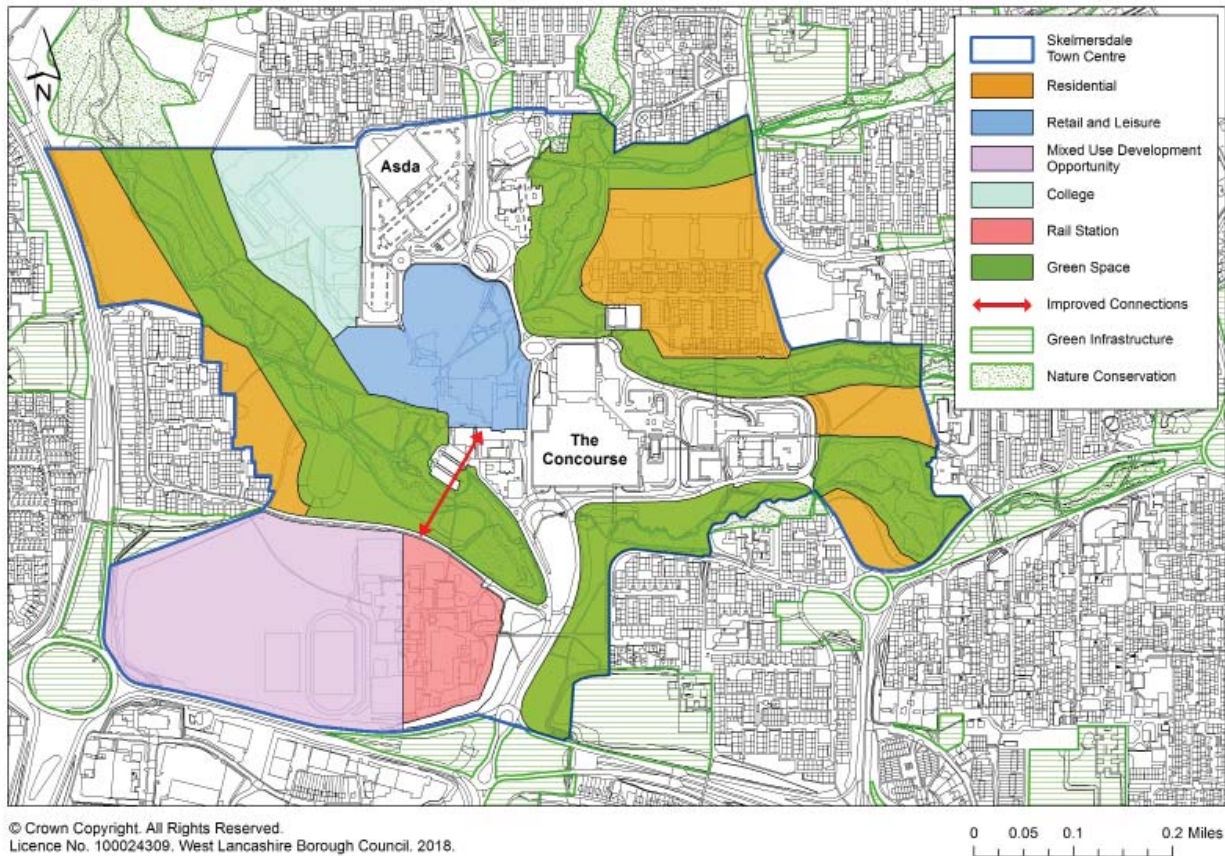 N
Asda
The
Concourse
Skelmersdale
Town Centre
Residential
Retail and Leisure
Mixed Use Development
Opportunity
College
Rail Station
Green Space
Improved Connections
Green Infrastructure
Nature Conservation
© Crown Copyright. All Rights Reserved.
Licence No. 100024309. West Lancashire Borough Council. 2018.
0 0.05 0.1 0.2 Miles